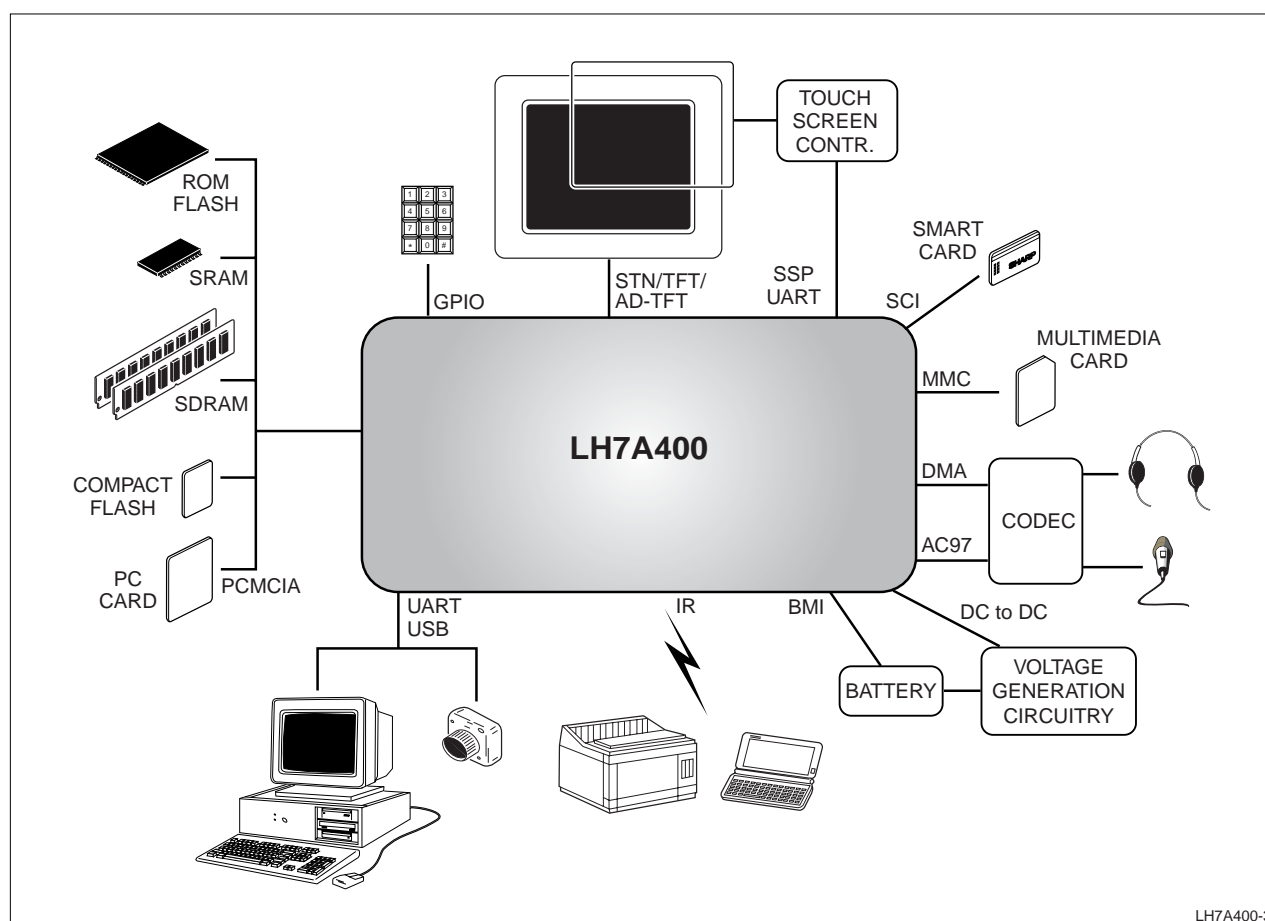 TOUCH
SCREEN
CONTR.
ROM
FLASH
1 2 3
4 5 6
7 8 9
* 0 #
SMART
CARD
SHARP
SRAM
GPIO
STN/TFT/
AD-TFT
SSP
UART
SCI
MULTIMEDIA
CARD
MMC
SDRAM
LH7A400
COMPACT
FLASH
DMA
CODEC
AC97
PC
CARD
PCMCIA
UART
USB
IR
BMI
DC to DC
BATTERY
VOLTAGE
GENERATION
CIRCUITRY